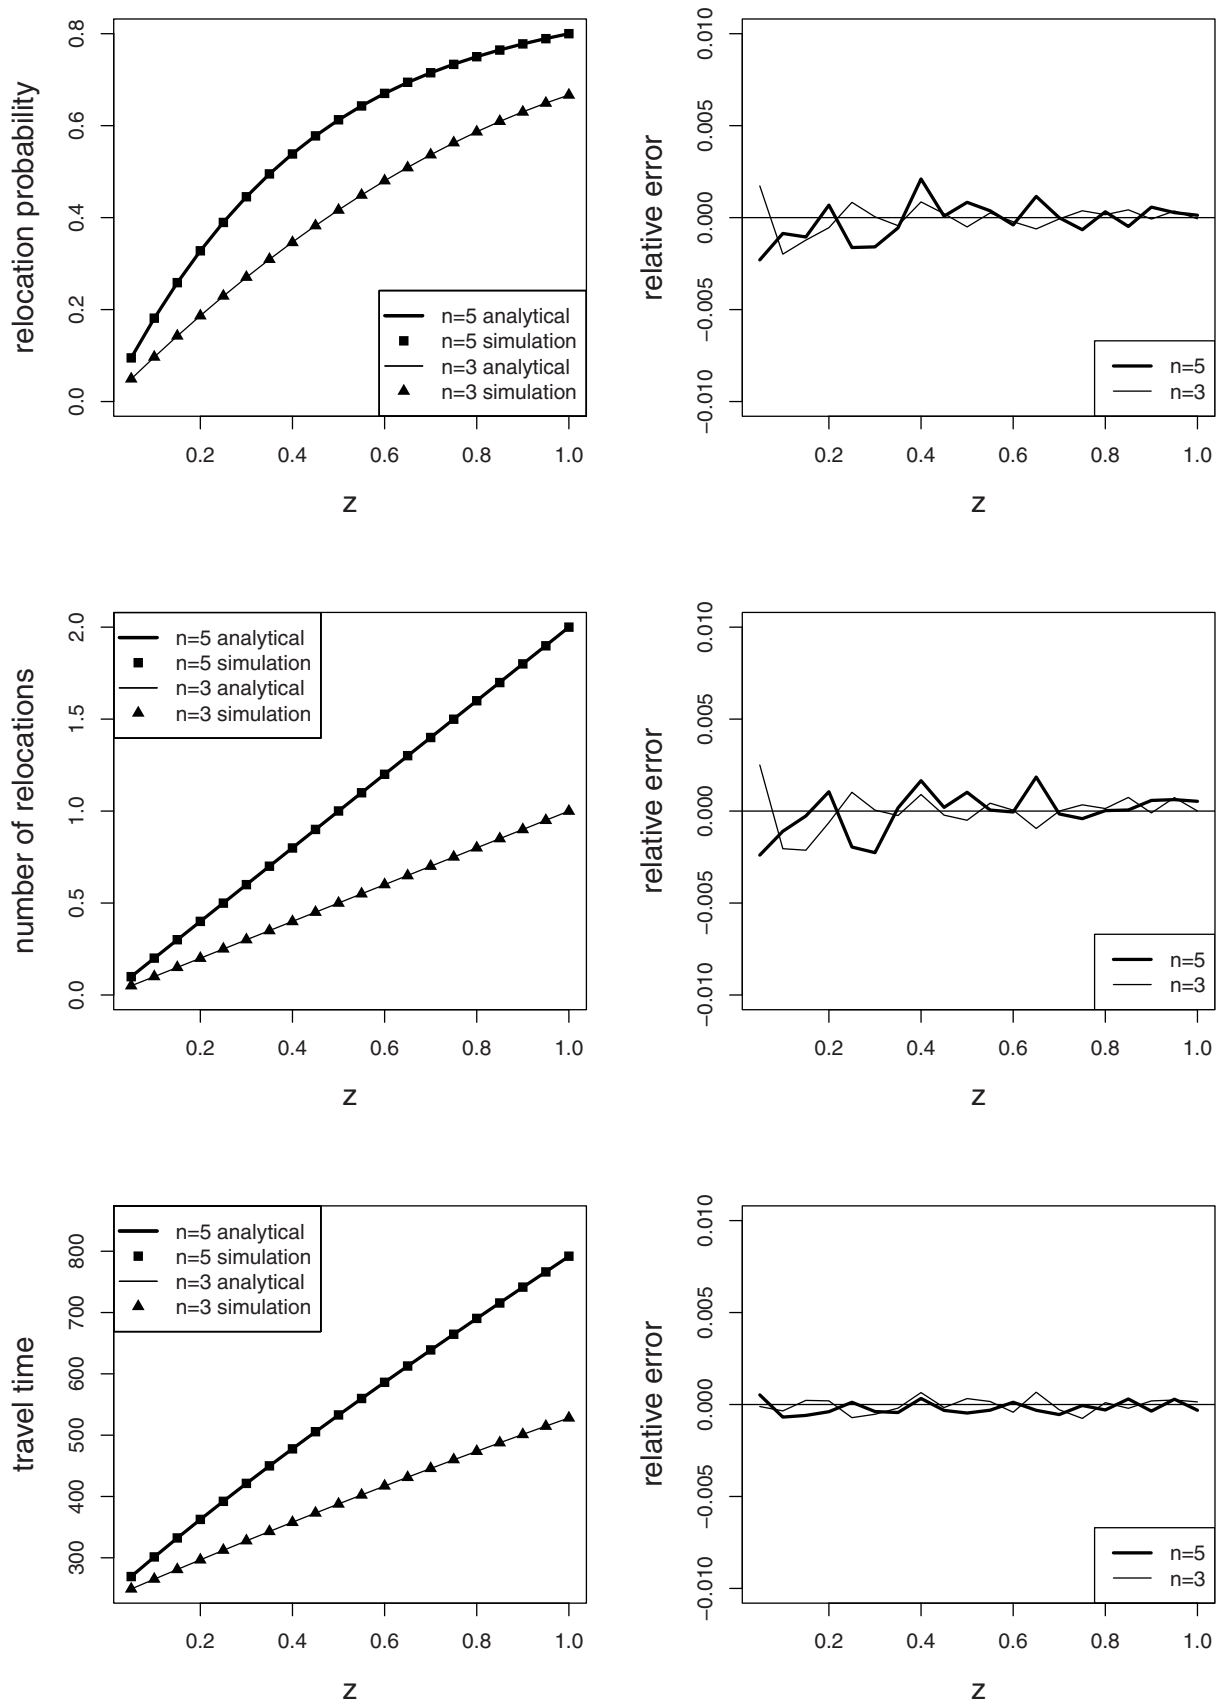 relocation probability
0.0 0.2 0.4 0.6 0.8
n=5 analytical
n=5 simulation
n=3 analytical
n=3 simulation
0.2 0.4 0.6 0.8 1.0
z
relative error
−0.010 −0.005 0.000 0.005 0.010
n=5
n=3
0.2 0.4 0.6 0.8 1.0
z
number of relocations
0.0 0.5 1.0 1.5 2.0
n=5 analytical
n=5 simulation
n=3 analytical
n=3 simulation
0.2 0.4 0.6 0.8 1.0
z
relative error
−0.010 −0.005 0.000 0.005 0.010
n=5
n=3
0.2 0.4 0.6 0.8 1.0
z
travel time
300 400 500 600 700 800
n=5 analytical
n=5 simulation
n=3 analytical
n=3 simulation
0.2 0.4 0.6 0.8 1.0
z
relative error
−0.010 −0.005 0.000 0.005 0.010
n=5
n=3
0.2 0.4 0.6 0.8 1.0
z